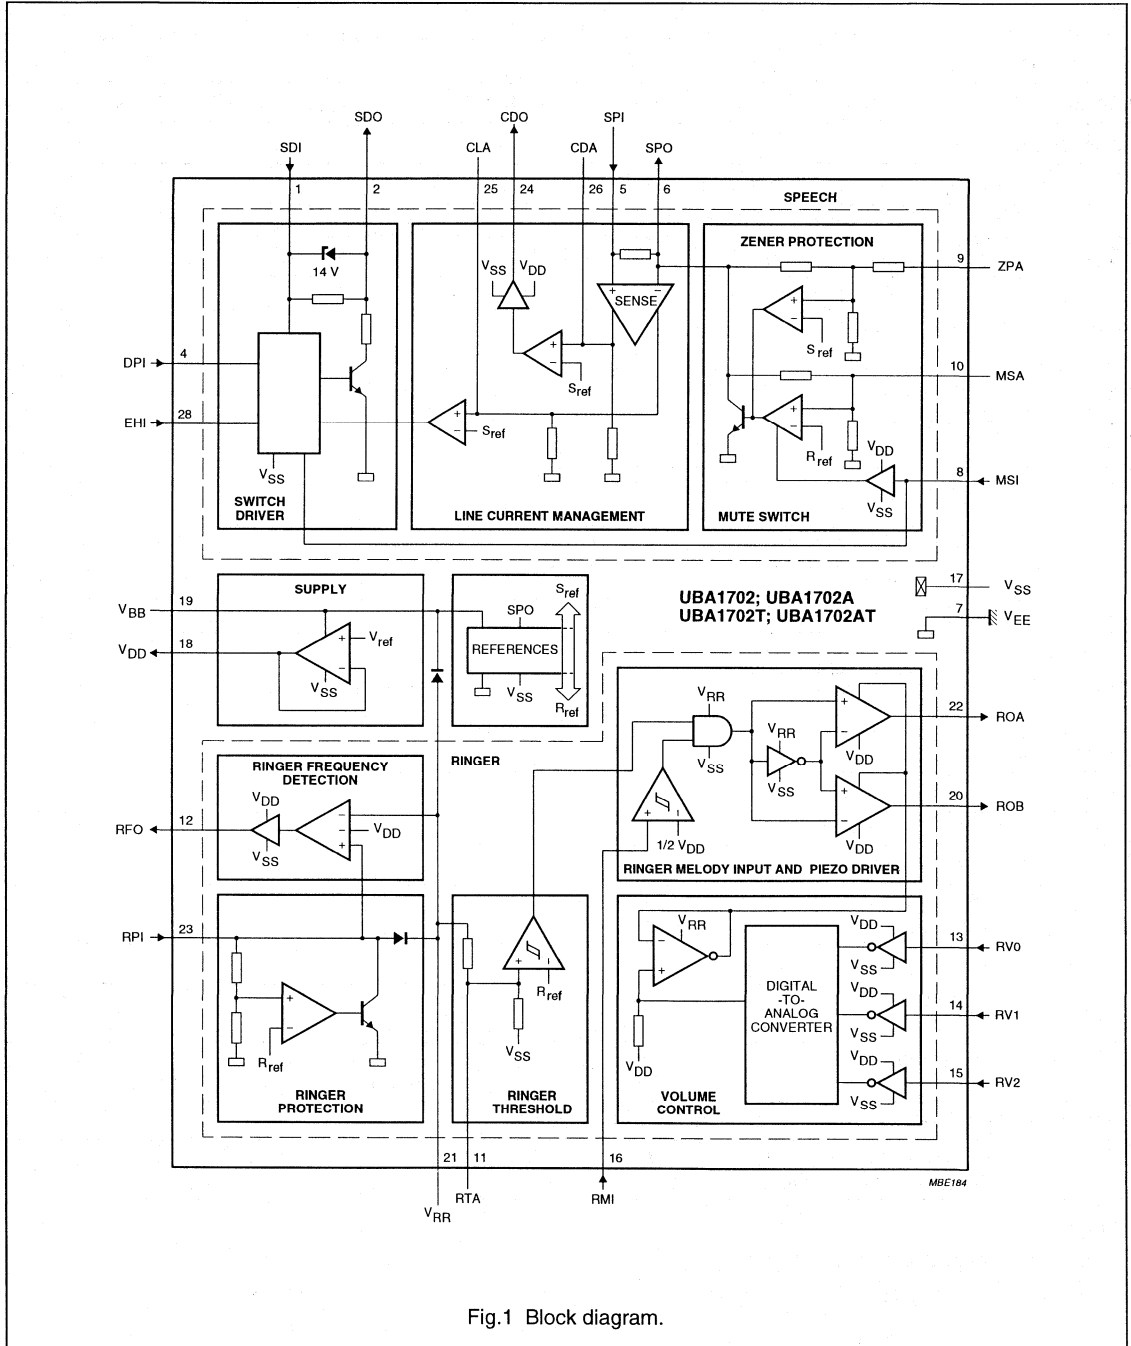 SDO
CDO
SPI
SDI
CLA
CDA
SPO
1
2
25
24
26
5
6
SPEECH
ZENER PROTECTION
9
ZPA
14 V
VSS
VDD
+
−
SENSE
+
−
Sref
DPI
4
+
−
Sref
10
MSA
EHI
28
+
−
Sref
+
−
Rref
VDD
8
MSI
VSS
VSS
SWITCH
DRIVER
LINE CURRENT MANAGEMENT
MUTE SWITCH
SUPPLY
Sref
UBA1702; UBA1702A
UBA1702T; UBA1702AT
17
VSS
VBB
19
SPO
7
VEE
VDD
18
+
Vref
−
VSS
REFERENCES
VSS
Rref
VRR
VSS
+
−
VDD
22
ROA
RINGER
RINGER FREQUENCY
DETECTION
VRR
VSS
VDD
RFO
12
−
−
VDD
+
VSS
+
−
1/2 VDD
+
−
VDD
20
ROB
RINGER MELODY INPUT AND PIEZO DRIVER
RPI
23
VRR
−
+
VDD
VSS
13
RV0
+
−
Rref
DIGITAL
-TO-
ANALOG
CONVERTER
VDD
VSS
14
RV1
+
−
Rref
VSS
VDD
VDD
VSS
15
RV2
RINGER
PROTECTION
RINGER
THRESHOLD
VOLUME
CONTROL
21
11
16
RTA
RMI
VRR
MBE184
Fig.1 Block diagram.